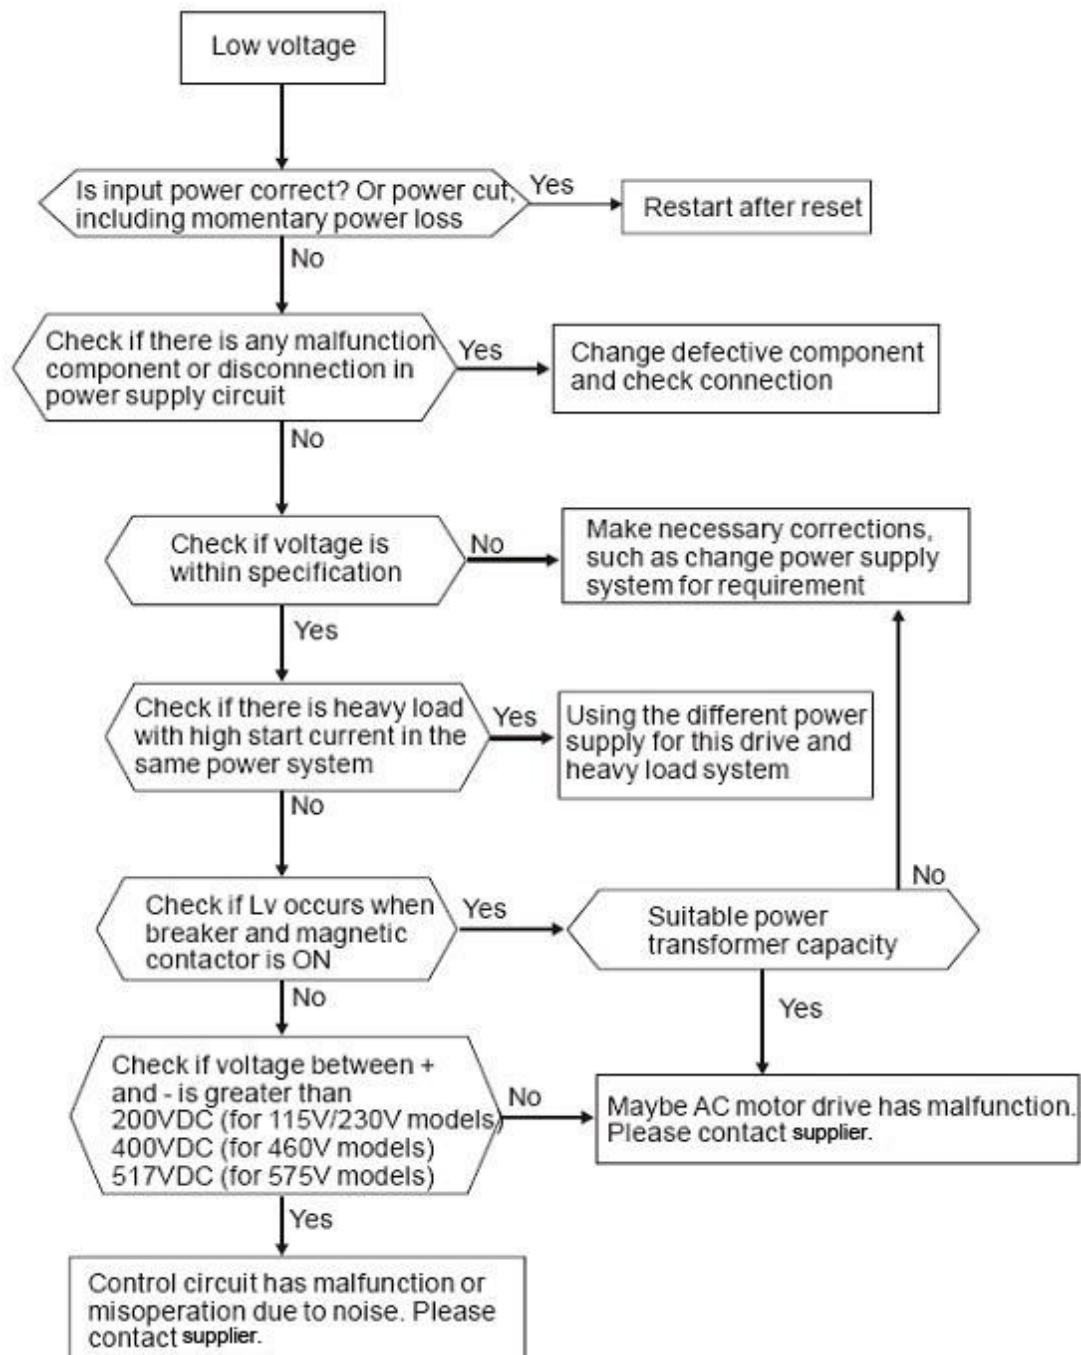 Low voltage
Is input power correct? Or power cut,
including momentary power loss
Yes
Restart after reset
No
Check if there is any malfunction
component or disconnection in
power supply circuit
Yes
Change defective component
and check connection
No
Check if voltage is
within specification
No
Make necessary corrections,
such as change power supply
system for requirement
Yes
Check if there is heavy load
with high start current in the
same power system
Yes
Using the different power
supply for this drive and
heavy load system
No
Check if Lv occurs when
breaker and magnetic
contactor is ON
Yes
Suitable power
transformer capacity
No
No
Yes
Check if voltage between +
and - is greater than
200VDC (for 115V/230V models)
400VDC (for 460V models)
517VDC (for 575V models)
No
Maybe AC motor drive has malfunction.
Please contact supplier.
Yes
Control circuit has malfunction or
misoperation due to noise. Please
contact supplier.